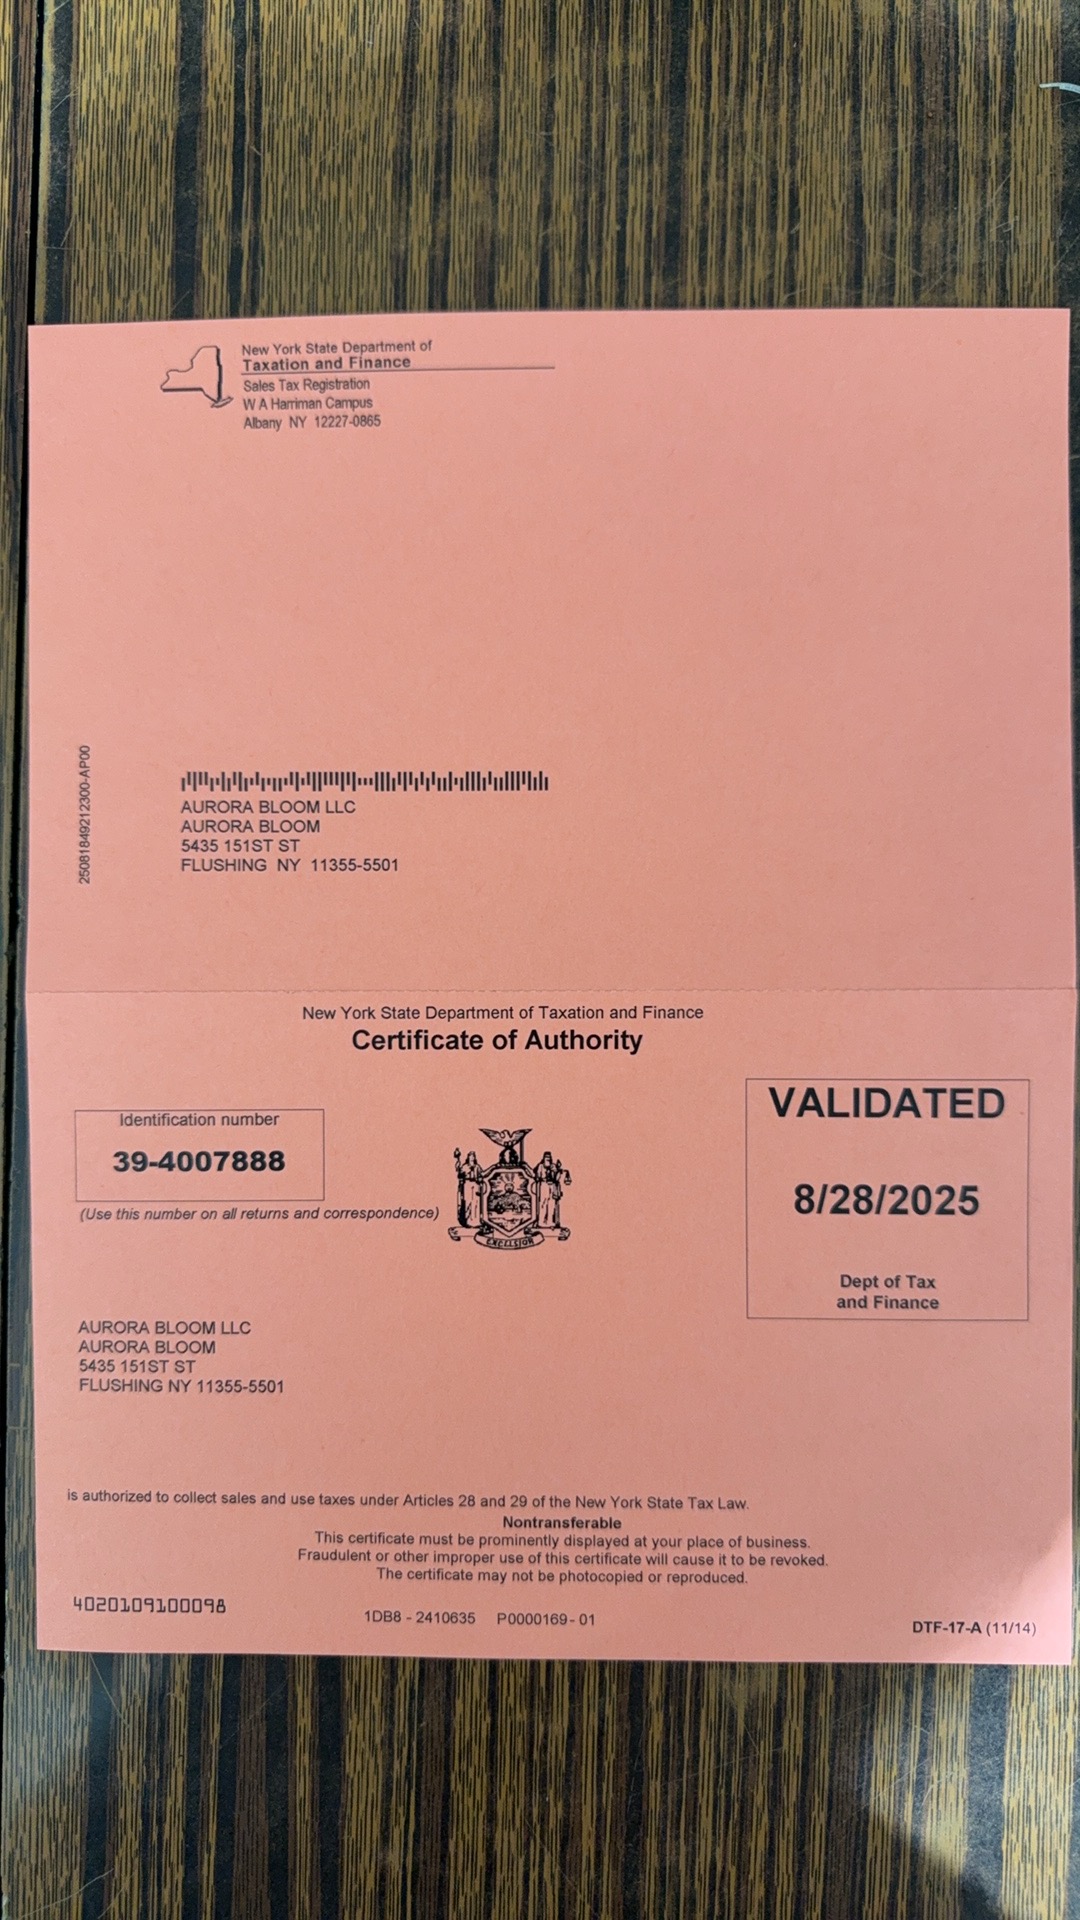 New York State Department of
Taxation and Finance
Sales Tax Registration
W A Harriman Campus
Albany NY 12227-0865
25081849212300-AP00
AURORA BLOOM LLC
AURORA BLOOM
5435 151ST ST
FLUSHING NY 11355-5501
New York State Department of Taxation and Finance
Certificate of Authority
Identification number
39-4007888
(Use this number on all returns and correspondence)
EXCELSIOR
VALIDATED
8/28/2025
Dept of Tax
and Finance
AURORA BLOOM LLC
AURORA BLOOM
5435 151ST ST
FLUSHING NY 11355-5501
is authorized to collect sales and use taxes under Articles 28 and 29 of the New York State Tax Law.
Nontransferable
This certificate must be prominently displayed at your place of business.
Fraudulent or other improper use of this certificate will cause it to be revoked.
The certificate may not be photocopied or reproduced.
4020109100098
1DB8 - 2410635 P0000169 - 01
DTF-17-A (11/14)